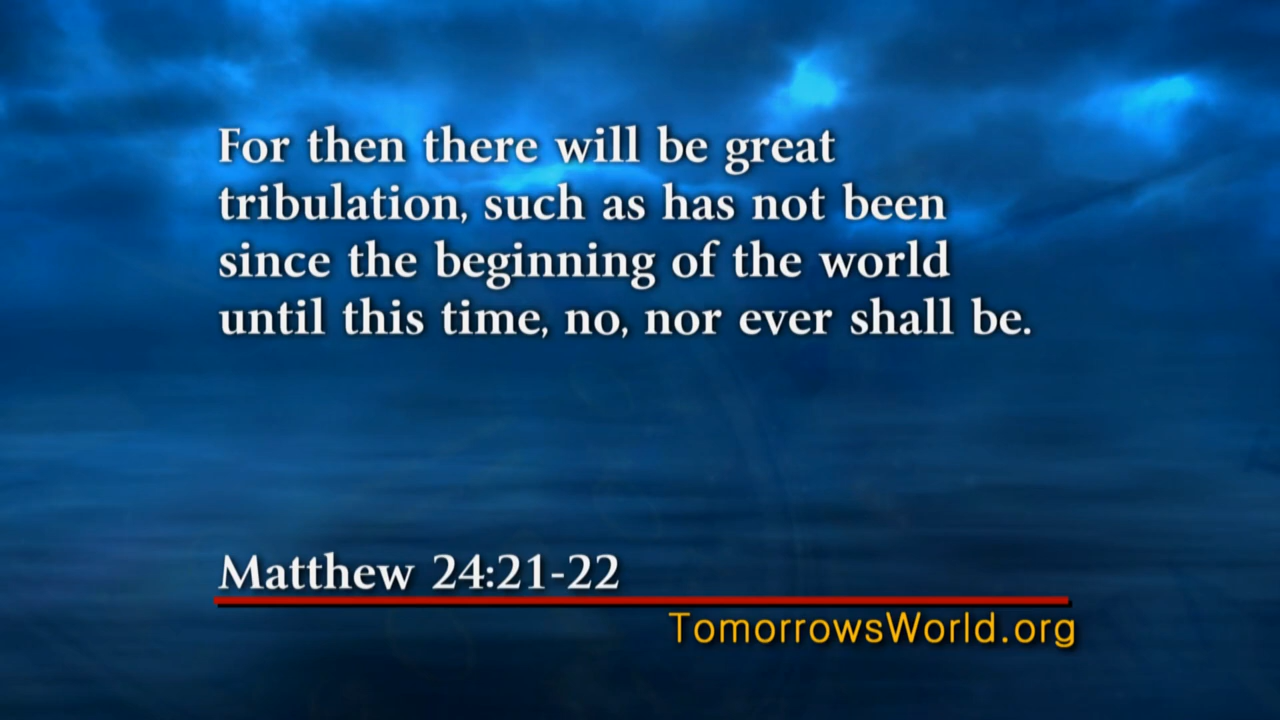 For then there will be great
tribulation, such as has not been
since the beginning of the world
until this time, no, nor ever shall be.
Matthew 24:21-22
TomorrowsWorld.org